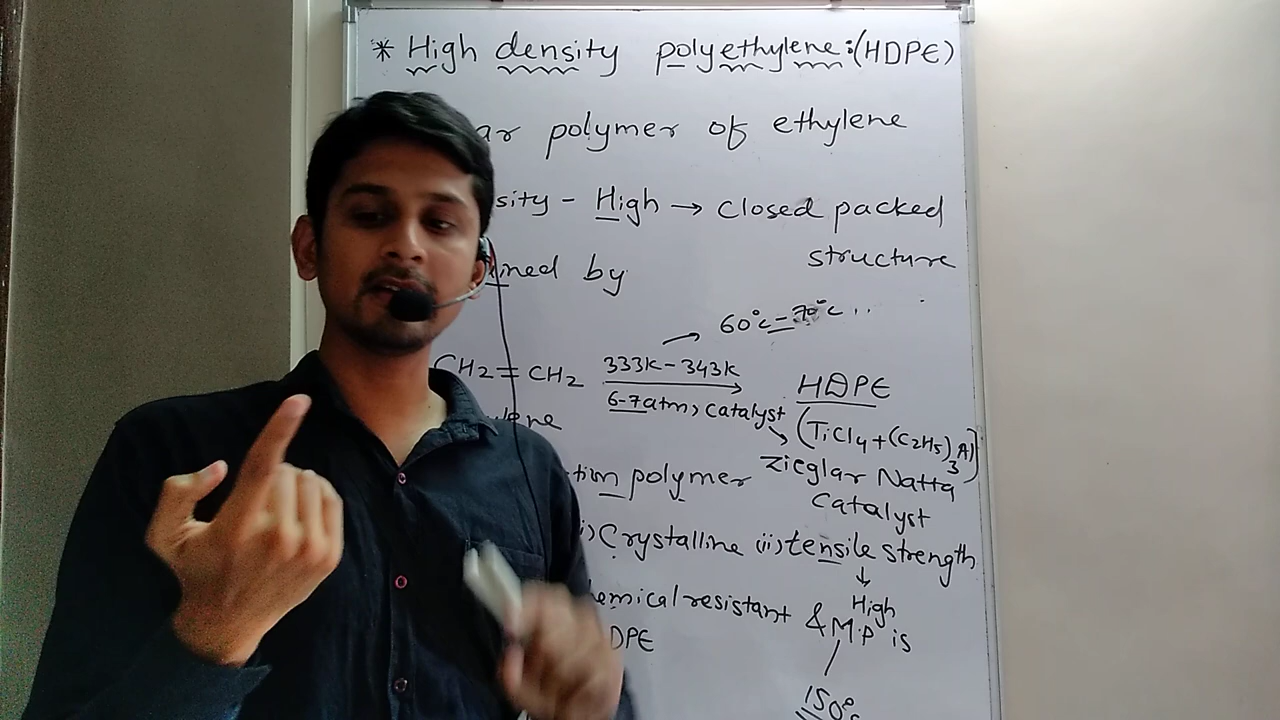 * High density polyethylene:(HDPE)
ar polymer of ethylene
sity - High → closed packed
structure
ined by
60°c - 70°c ..
CH2 = CH2 333K - 343K
6-7atm, catalyst
HDPE
(TiCl4 + (C2H5)3 Al)
Zieglar Natta
Catalyst
lene
tion polymer
i) Crystalline (ii) tensile strength
↓
High
emical resistant & M.P is
DPE
150°c